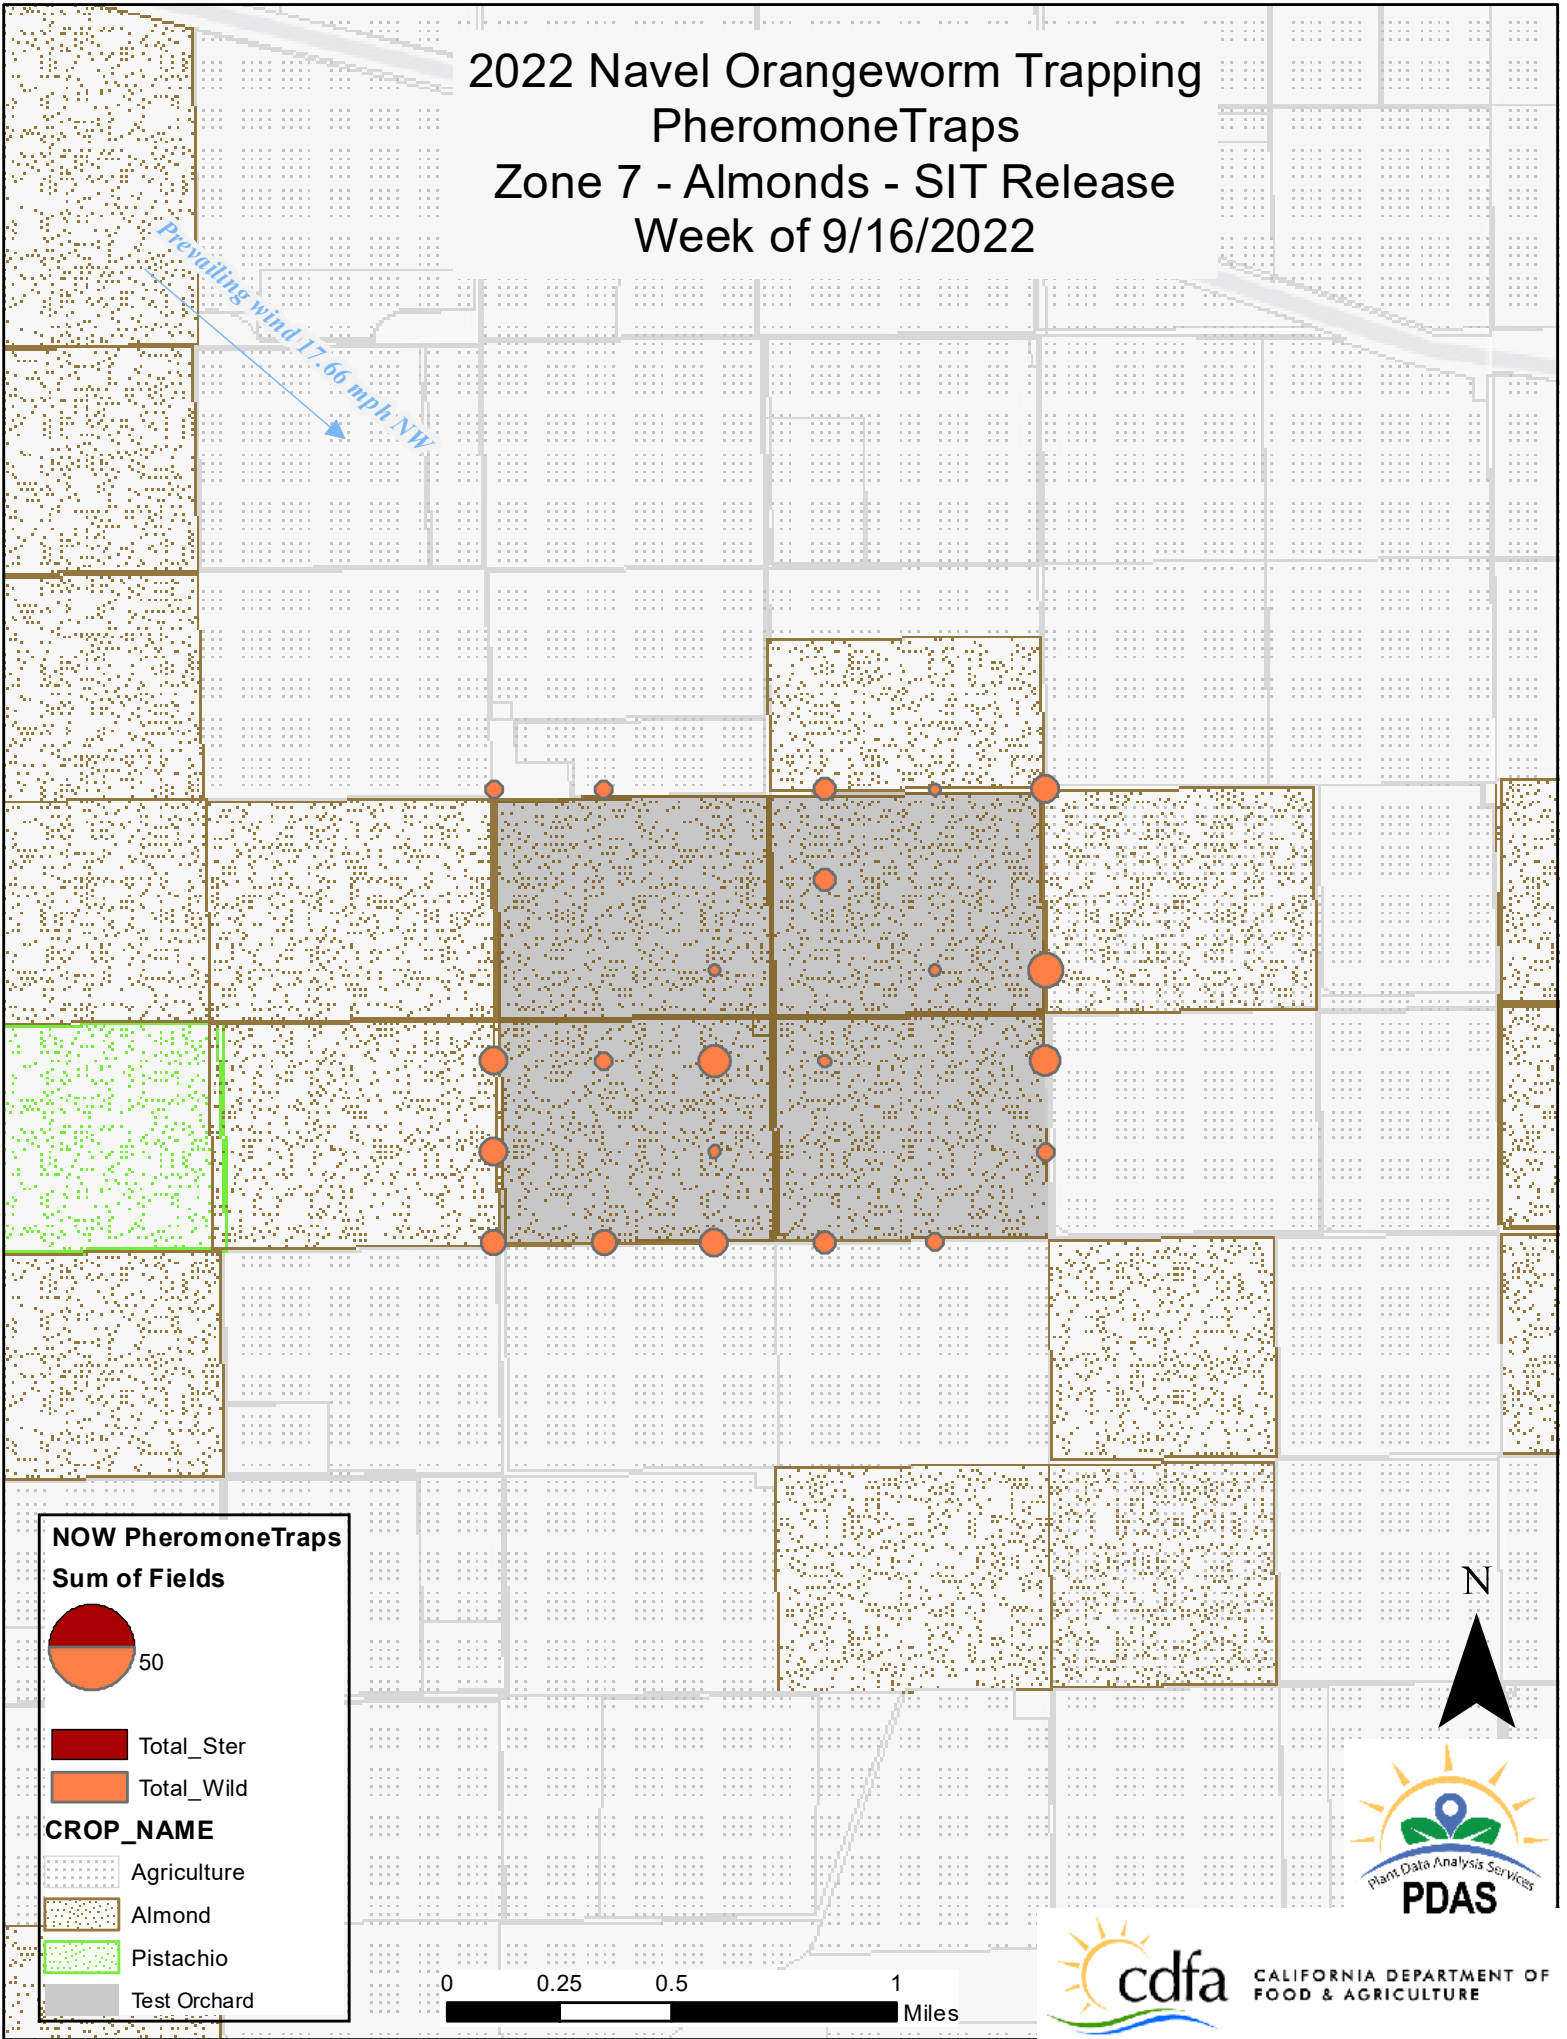 2022 Navel Orangeworm Trapping
PheromoneTraps
Zone 7 - Almonds - SIT Release
Week of 9/16/2022
Prevailing wind 17.66 mph NW
NOW PheromoneTraps
Sum of Fields
50
Total_Ster
Total_Wild
CROP_NAME
Agriculture
Almond
Pistachio
Test Orchard
0 0.25 0.5 1
Miles
N
Plant Data Analysis Services
PDAS
cdfa
CALIFORNIA DEPARTMENT OF
FOOD & AGRICULTURE